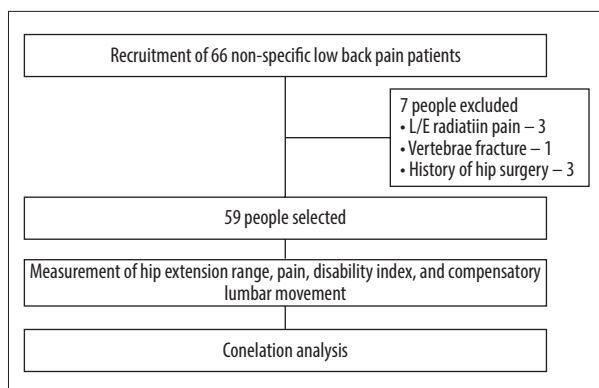 Recruitment of 66 non-specific low back pain patients
7 people excluded
• L/E radiatiin pain – 3
• Vertebrae fracture – 1
• History of hip surgery – 3
59 people selected
Measurement of hip extension range, pain, disability index, and compensatory
lumbar movement
Conelation analysis